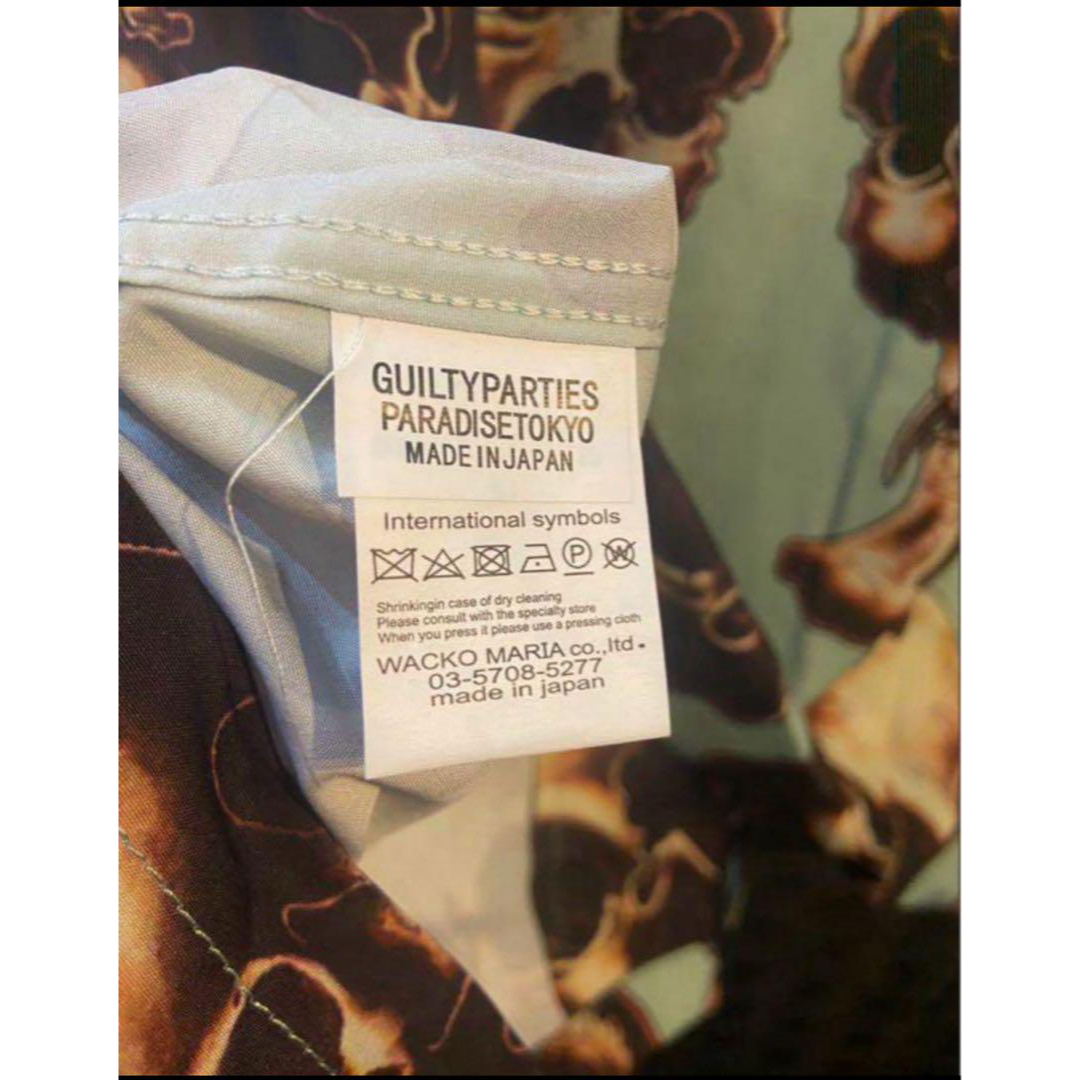 GUILTYPARTIES
PARADISETOKYO
MADE IN JAPAN
International symbols
P
W
Shrinkingin case of dry cleaning
Please consult with the specialty store
When you press it please use a pressing cloth
WACKO MARIA co.,ltd.
03-5708-5277
made in japan